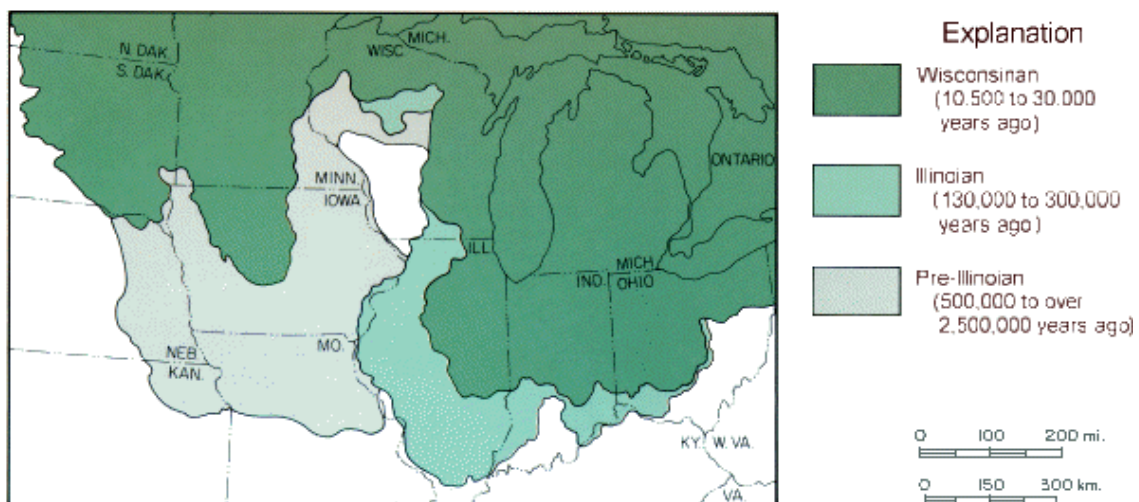 N. DAK.
S. DAK.
WISC
MICH.
Explanation
Wisconsinan
(10,500 to 30,000
years ago)
ONTARIO
Illinoian
(130,000 to 300,000
years ago)
MINN.
IOWA
ILL.
MICH.
IND.
OHIO
Pre-Illinoian
(500,000 to over
2,500,000 years ago)
MO.
NEB.
KAN.
KY.
W. VA.
VA.
0 100 200 mi.
0 150 300 km.